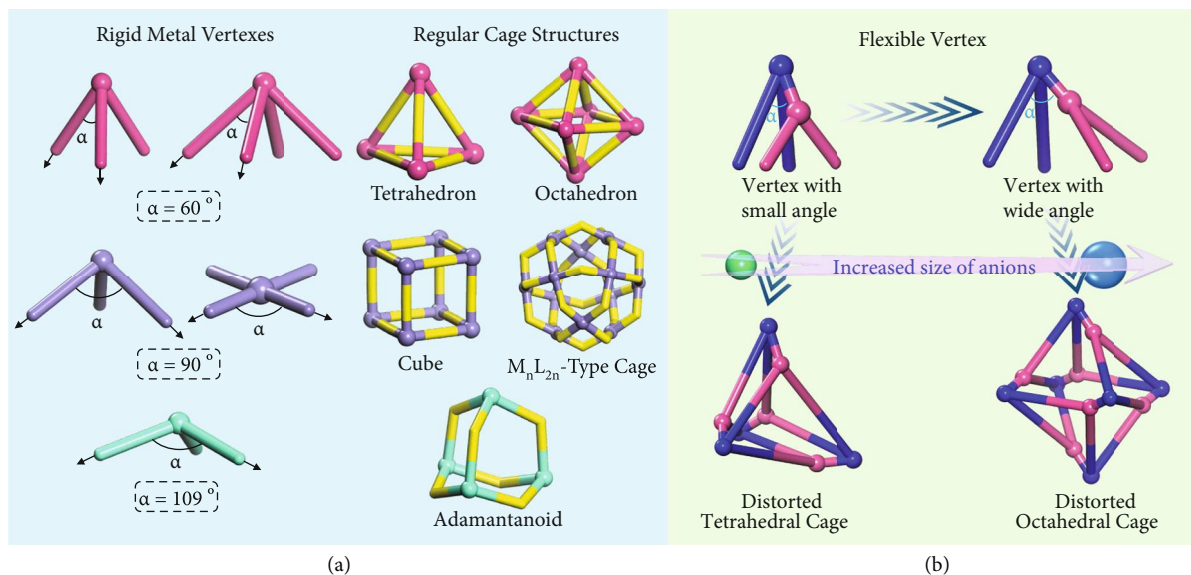 Rigid Metal Vertexes
Regular Cage Structures
α
α
α = 60 °
Tetrahedron
Octahedron
α
α
α = 90 °
Cube
MₙL₂ₙ-Type Cage
α
α = 109 °
Adamantanoid
(a)
Flexible Vertex
α
α
Vertex with
small angle
Vertex with
wide angle
Increased size of anions
Distorted
Tetrahedral Cage
Distorted
Octahedral Cage
(b)